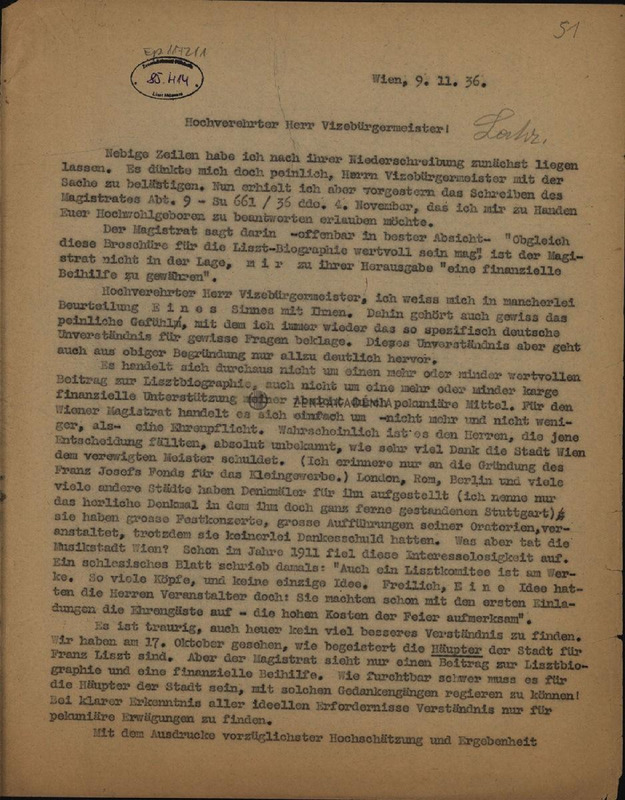 51
Ep 1172/1
85.414
Wien, 9. 11. 36.
Hochverehrter Herr Vizebürgermeister!
Nebige Zeilen habe ich nach ihrer Niederschreibung zunächst liegen
lassen. Es dünkte mich doch peinlich, Herrn Vizebürgermeister mit der
Sache zu belästigen. Nun erhielt ich aber vorgestern das Schreiben des
Magistrates Abt. 9 - Su 661 / 36 ddo. 4. November, das ich mir zu Handen
Euer Hochwohlgeboren zu beantworten erlauben möchte.
Der Magistrat sagt darin -offenbar in bester Absicht- "Obgleich
diese Broschüre für die Liszt-Biographie wertvoll sein mag", ist der Magi-
strat nicht in der Lage, m i r zu ihrer Herausgabe "eine finanzielle
Beihilfe zu gewähren".
Hochverehrter Herr Vizebürgermeister, ich weiss mich in mancherlei
Beurteilung E i n e s Sinnes mit Ihnen. Dahin gehört auch gewiss das
peinliche Gefühl, mit dem ich immer wieder das so spezifisch deutsche
Unverständnis für gewisse Fragen beklage. Dieses Unverständnis aber geht
auch aus obiger Begründung nur allzu deutlich hervor.
Es handelt sich durchaus nicht um einen mehr oder minder wertvollen
Beitrag zur Lisztbiographie, auch nicht um eine mehr oder minder karge
finanzielle Unterstützung meiner Absicht durch pekuniäre Mittel. Für den
ZENEAKADÉMIA
Wiener Magistrat handelt es sich einfach um -nicht mehr und nicht weni-
ger, als- eine Ehrenpflicht. Wahrscheinlich ist es den Herren, die jene
Entscheidung fällten, absolut unbekannt, wie sehr viel Dank die Stadt Wien
dem verewigten Meister schuldet. (Ich erinnere nur an die Gründung des
Franz Josefs Fonds für das Kleingewerbe.) London, Rom, Berlin und viele
viele andere Städte haben Denkmäler für ihn aufgestellt (ich nenne nur
das herliche Denkmal in dem ihm doch ganz ferne gestandenen Stuttgart)
sie haben grosse Festkonzerte, grosse Aufführungen seiner Oratorien, ver-
anstaltet, trotzdem sie keinerlei Dankesschuld hatten. Was aber tat die
Musikstadt Wien? Schon im Jahre 1911 fiel diese Interesselosigkeit auf.
Ein schlesisches Blatt schrieb damals: "Auch ein Lisztkomitee ist am Wer-
ke. So viele Köpfe, und keine einzige Idee. Freilich, E i n e Idee hat-
ten die Herren Veranstalter doch: Sie machten schon mit den ersten Einla-
dungen die Ehrengäste auf - die hohen Kosten der Feier aufmerksam".
Es ist traurig, auch heuer kein viel besseres Verständnis zu finden.
Wir haben am 17. Oktober gesehen, wie begeistert die Häupter der Stadt für
Franz Liszt sind. Aber der Magistrat sieht nur einen Beitrag zur Lisztbio-
graphie und eine finanzielle Beihilfe. Wie furchtbar schwer muss es für
die Häupter der Stadt sein, mit solchen Gedankengängen regieren zu können!
Bei klarer Erkenntnis aller ideellen Erfordernisse Verständnis nur für
pekuniäre Erwägungen zu finden.
Mit dem Ausdrucke vorzüglichster Hochschätzung und Ergebenheit